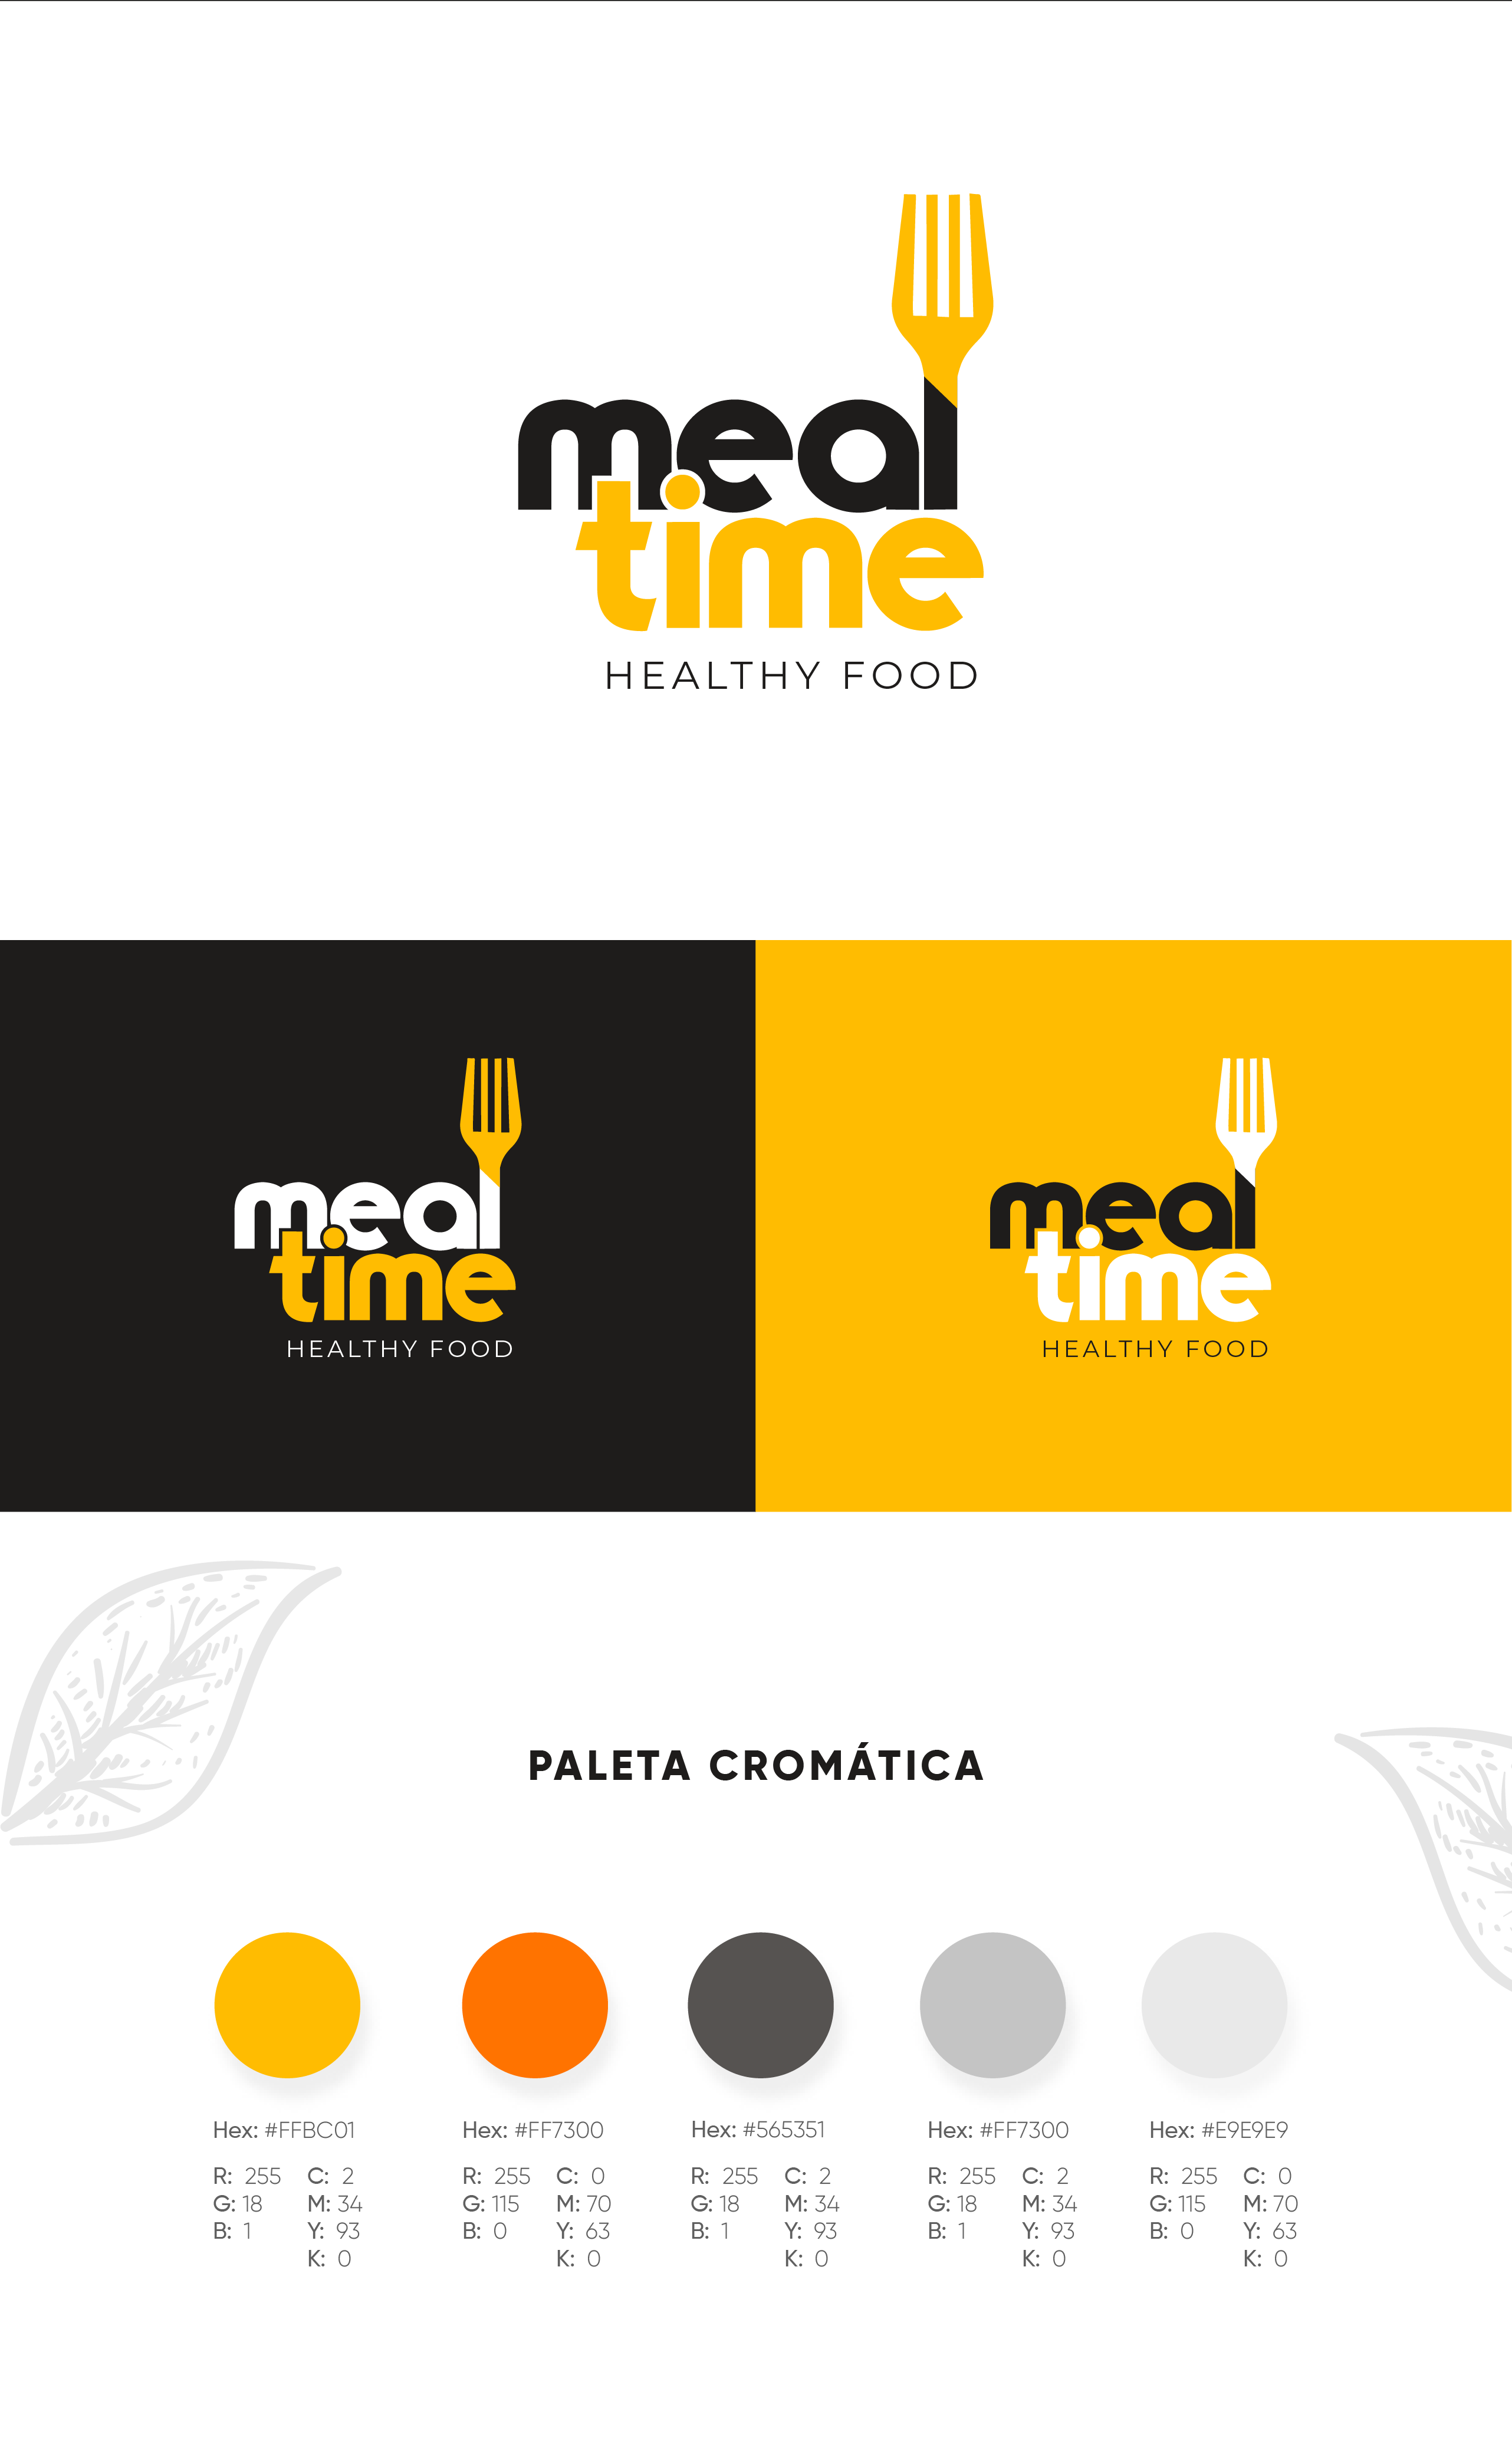 meal
time
HEALTHY FOOD
meal
time
HEALTHY FOOD
meal
time
HEALTHY FOOD
PALETA CROMÁTICA
Hex: #FFBC01
R: 255 C: 2
G: 18 M: 34
B: 1 Y: 93
K: 0
Hex: #FF7300
R: 255 C: 0
G: 115 M: 70
B: 0 Y: 63
K: 0
Hex: #565351
R: 255 C: 2
G: 18 M: 34
B: 1 Y: 93
K: 0
Hex: #FF7300
R: 255 C: 2
G: 18 M: 34
B: 1 Y: 93
K: 0
Hex: #E9E9E9
R: 255 C: 0
G: 115 M: 70
B: 0 Y: 63
K: 0